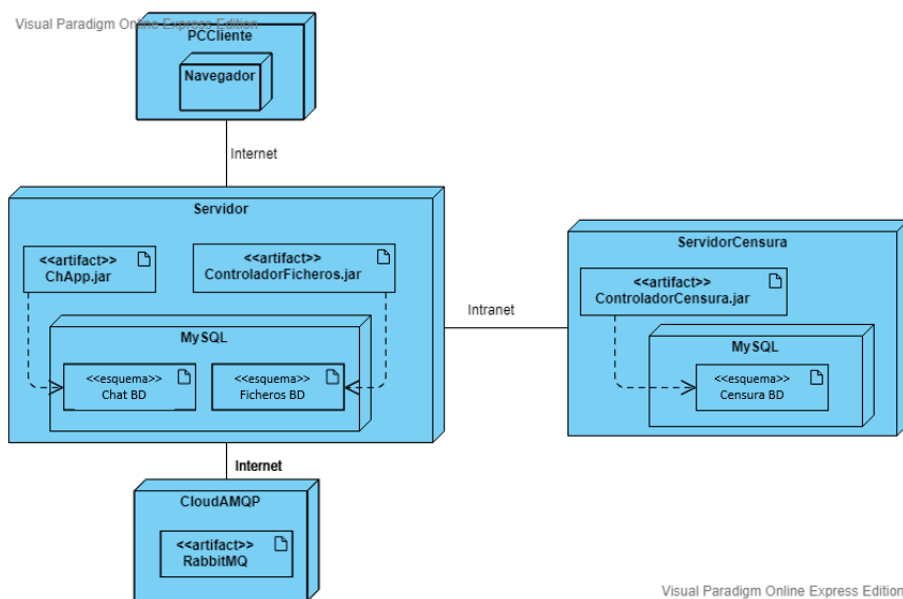 Visual Paradigm Online Express Edition
PCCliente
Navegador
Internet
Servidor
<<artifact>>
ChApp.jar
<<artifact>>
ControladorFicheros.jar
MySQL
<<esquema>>
Chat BD
<<esquema>>
Ficheros BD
Intranet
ServidorCensura
<<artifact>>
ControladorCensura.jar
MySQL
<<esquema>>
Censura BD
Internet
CloudAMQP
<<artifact>>
RabbitMQ
Visual Paradigm Online Express Edition